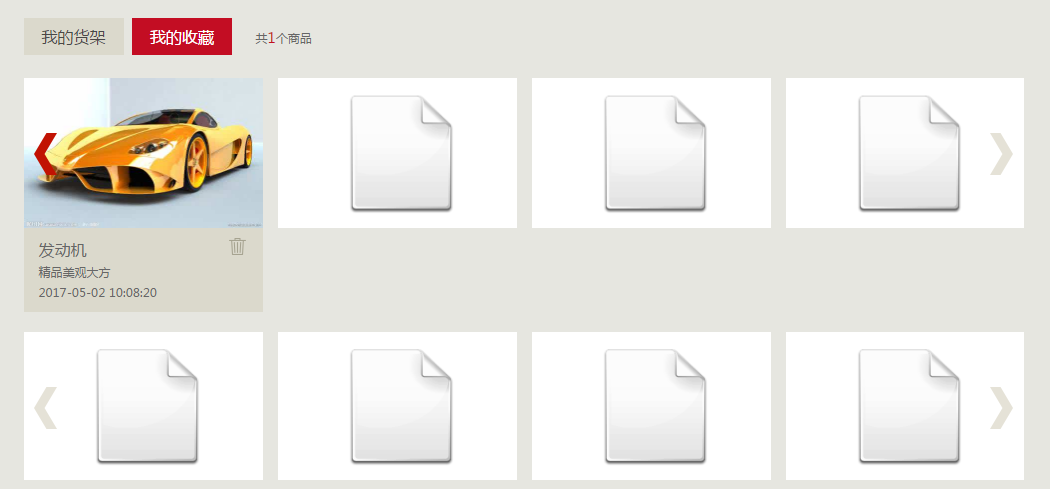 我的货架 我的收藏 共1个商品
发动机
精品美观大方
2017-05-02 10:08:20